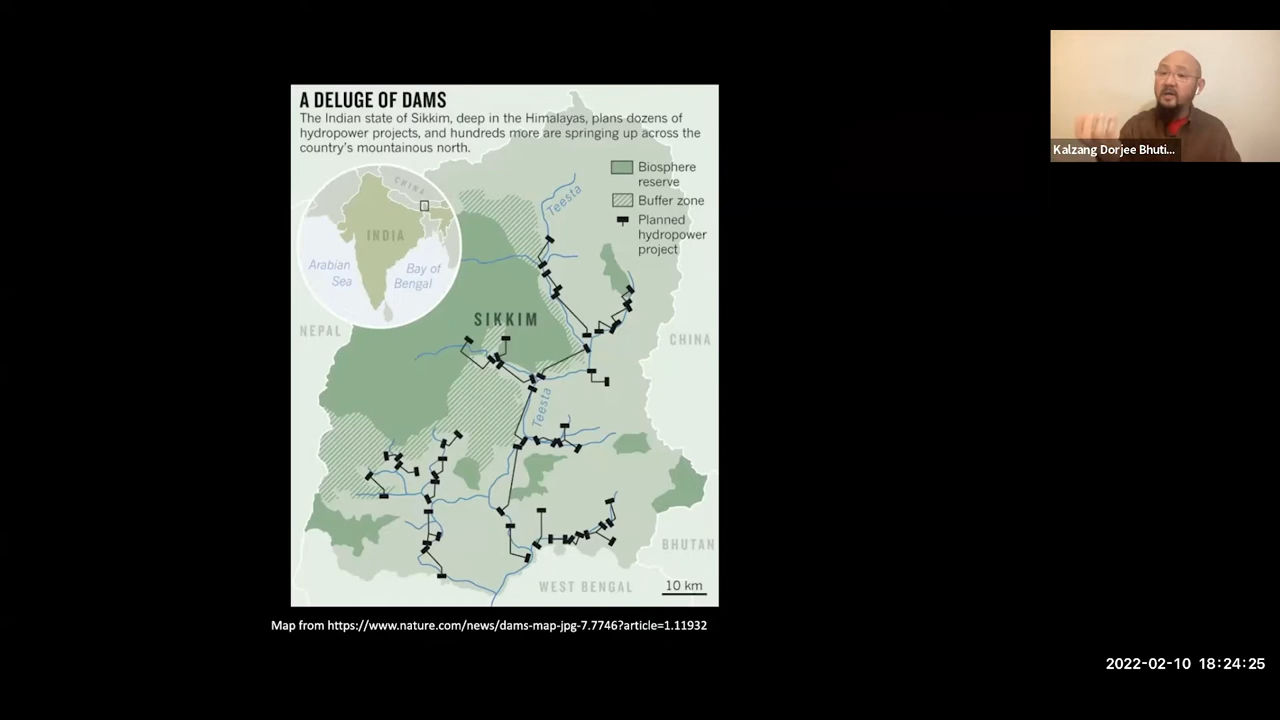 A DELUGE OF DAMS
The Indian state of Sikkim, deep in the Himalayas, plans dozens of
hydropower projects, and hundreds more are springing up across the
country's mountainous north.
Biosphere
reserve
Buffer zone
Planned
hydropower
project
CHINA
INDIA
Arabian
Sea
Bay of
Bengal
Teesta
NEPAL
SIKKIM
CHINA
Teesta
BHUTAN
WEST BENGAL
10 km
Map from https://www.nature.com/news/dams-map-jpg-7.7746?article=1.11932
Kalzang Dorjee Bhuti...
2022-02-10 18:24:25